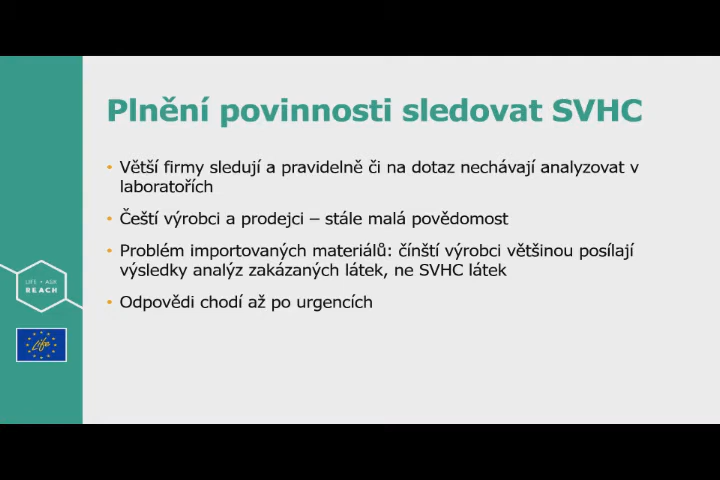 Plnění povinnosti sledovat SVHC
• Větší firmy sledují a pravidelně či na dotaz nechávají analyzovat v
laboratořích
• Čeští výrobci a prodejci – stále malá povědomost
• Problém importovaných materiálů: čínští výrobci většinou posílají
výsledky analýz zakázaných látek, ne SVHC látek
• Odpovědi chodí až po urgencích
LIFE • ASK
REACH
Life